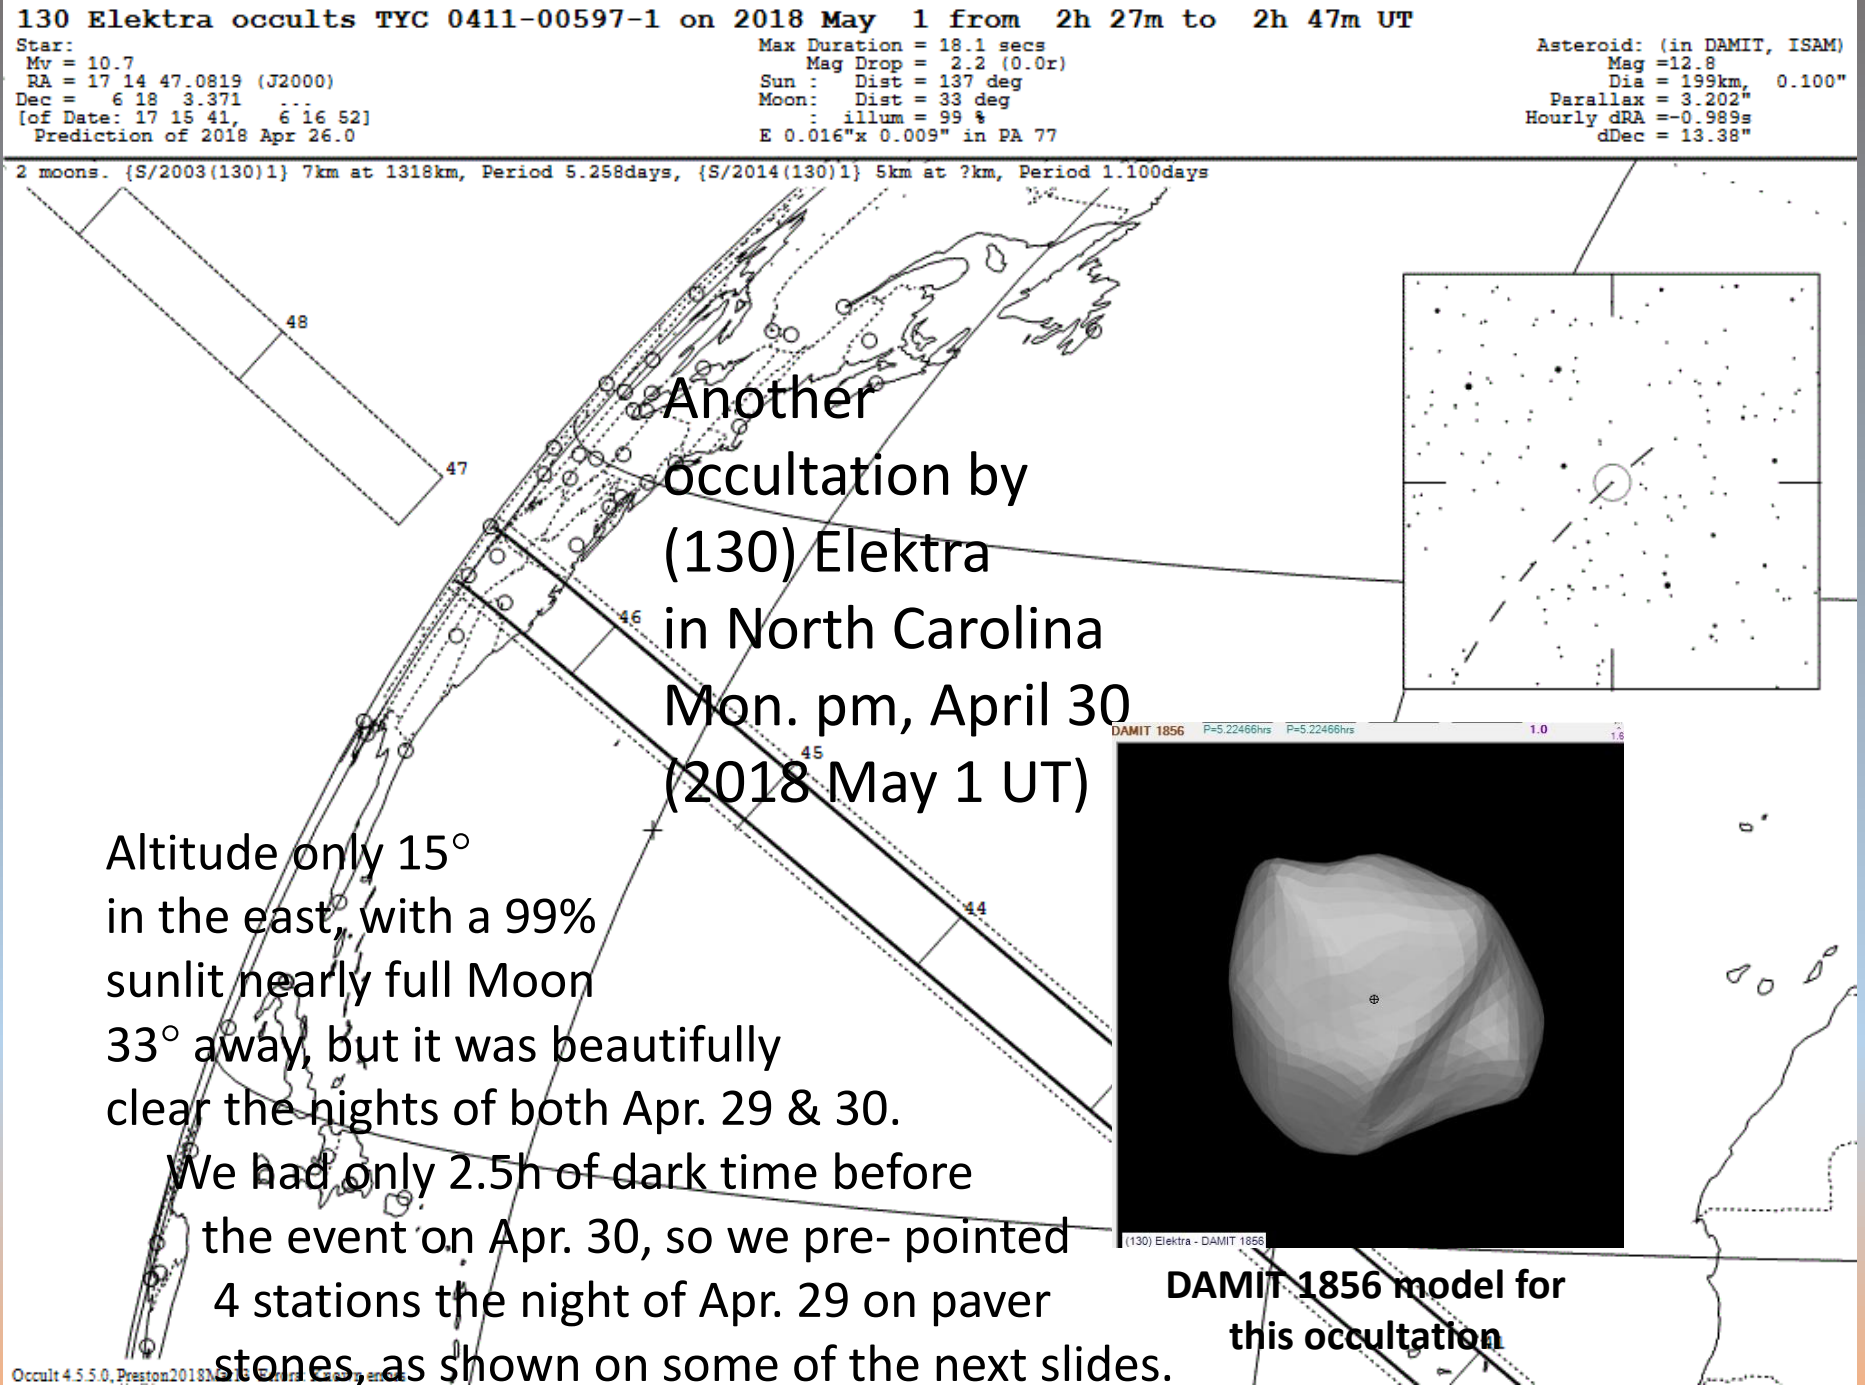 130 Elektra occults TYC 0411-00597-1 on 2018 May  1 from  2h 27m to  2h 47m UT
Star:
Mv = 10.7
RA = 17 14 47.0819 (J2000)
Dec =   6 18  3.371   ...
[of Date: 17 15 41,   6 16 52]
Prediction of 2018 Apr 26.0
Max Duration = 18.1 secs
Mag Drop =  2.2 (0.0r)
Sun :   Dist = 137 deg
Moon:   Dist = 33 deg
:  illum = 99 %
E 0.016"x 0.009" in PA 77
Asteroid: (in DAMIT, ISAM)
Mag =12.8
Dia = 199km,  0.100"
Parallax = 3.202"
Hourly dRA =-0.989s
dDec = 13.38"
2 moons. {S/2003(130)1} 7km at 1318km, Period 5.258days, {S/2014(130)1} 5km at ?km, Period 1.100days
48
47
46
45
44
Another
occultation by
(130) Elektra
in North Carolina
Mon. pm, April 30
(2018 May 1 UT)
Altitude only 15°
in the east, with a 99%
sunlit nearly full Moon
33° away, but it was beautifully
clear the nights of both Apr. 29 & 30.
We had only 2.5h of dark time before
the event on Apr. 30, so we pre- pointed
4 stations the night of Apr. 29 on paver
stones, as shown on some of the next slides.
DAMIT 1856 P=5.22466hrs P=5.22466hrs 1.0
1.6
(130) Elektra - DAMIT 1856
DAMIT 1856 model for
this occultation
Occult 4.5.5.0, Preston2018Mar13